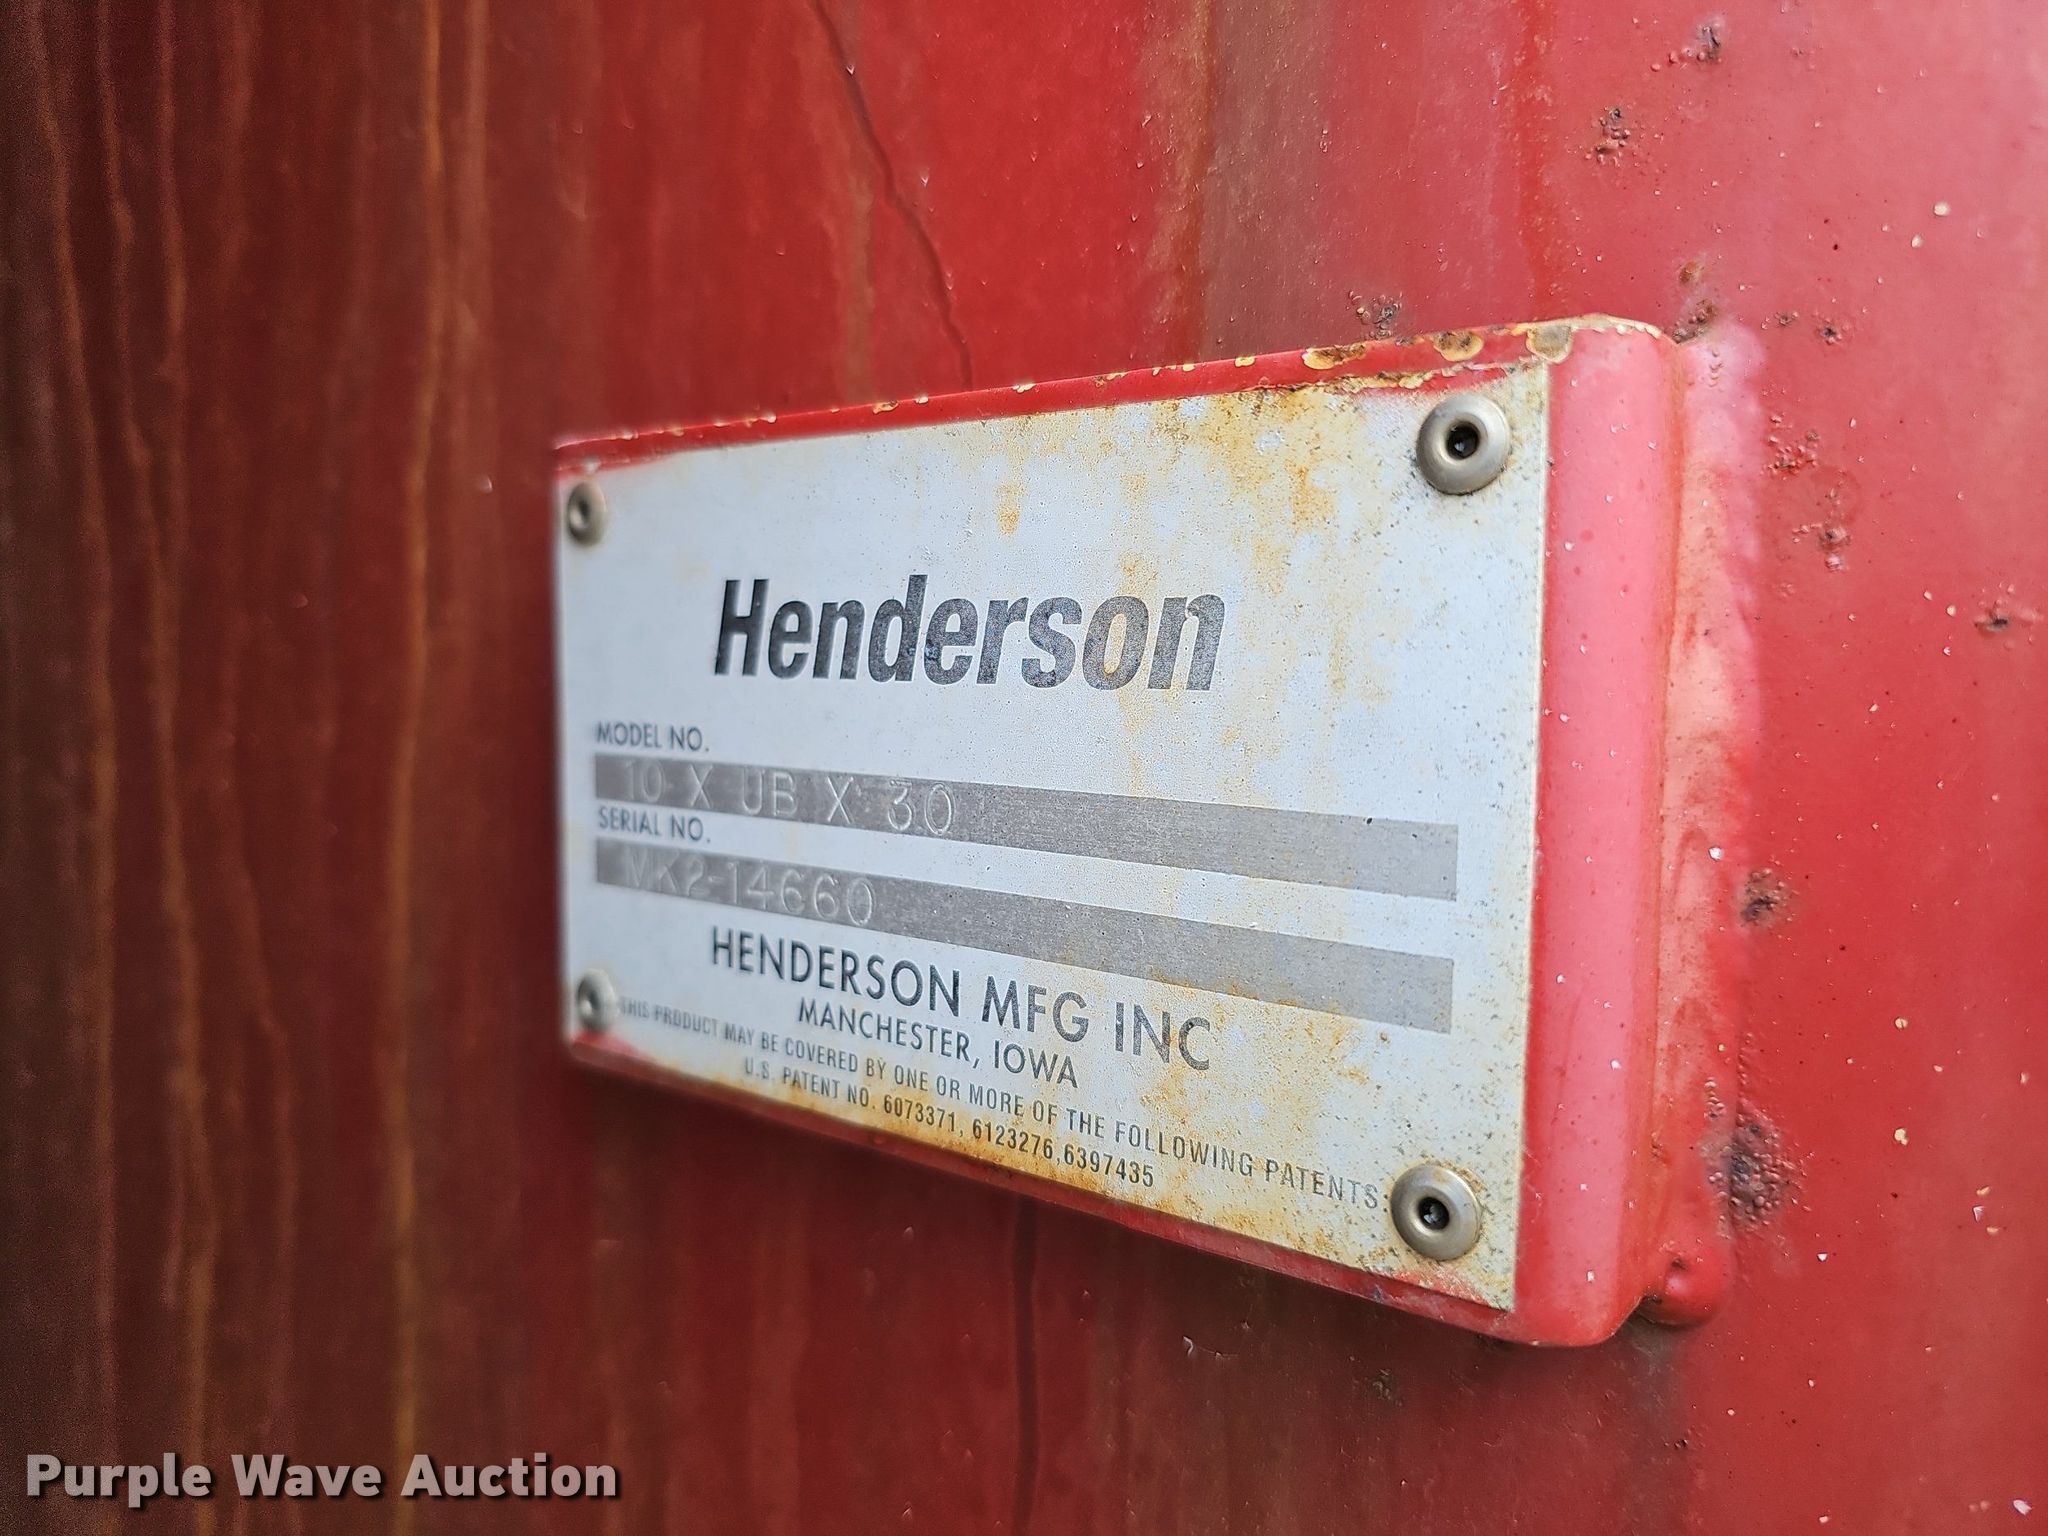 Henderson
MODEL NO.
10 X UB X 30
SERIAL NO.
MK2-14660
HENDERSON MFG INC
MANCHESTER, IOWA
THIS PRODUCT MAY BE COVERED BY ONE OR MORE OF THE FOLLOWING PATENTS:
U.S. PATENT NO. 6073371, 6123276,6397435
Purple Wave Auction